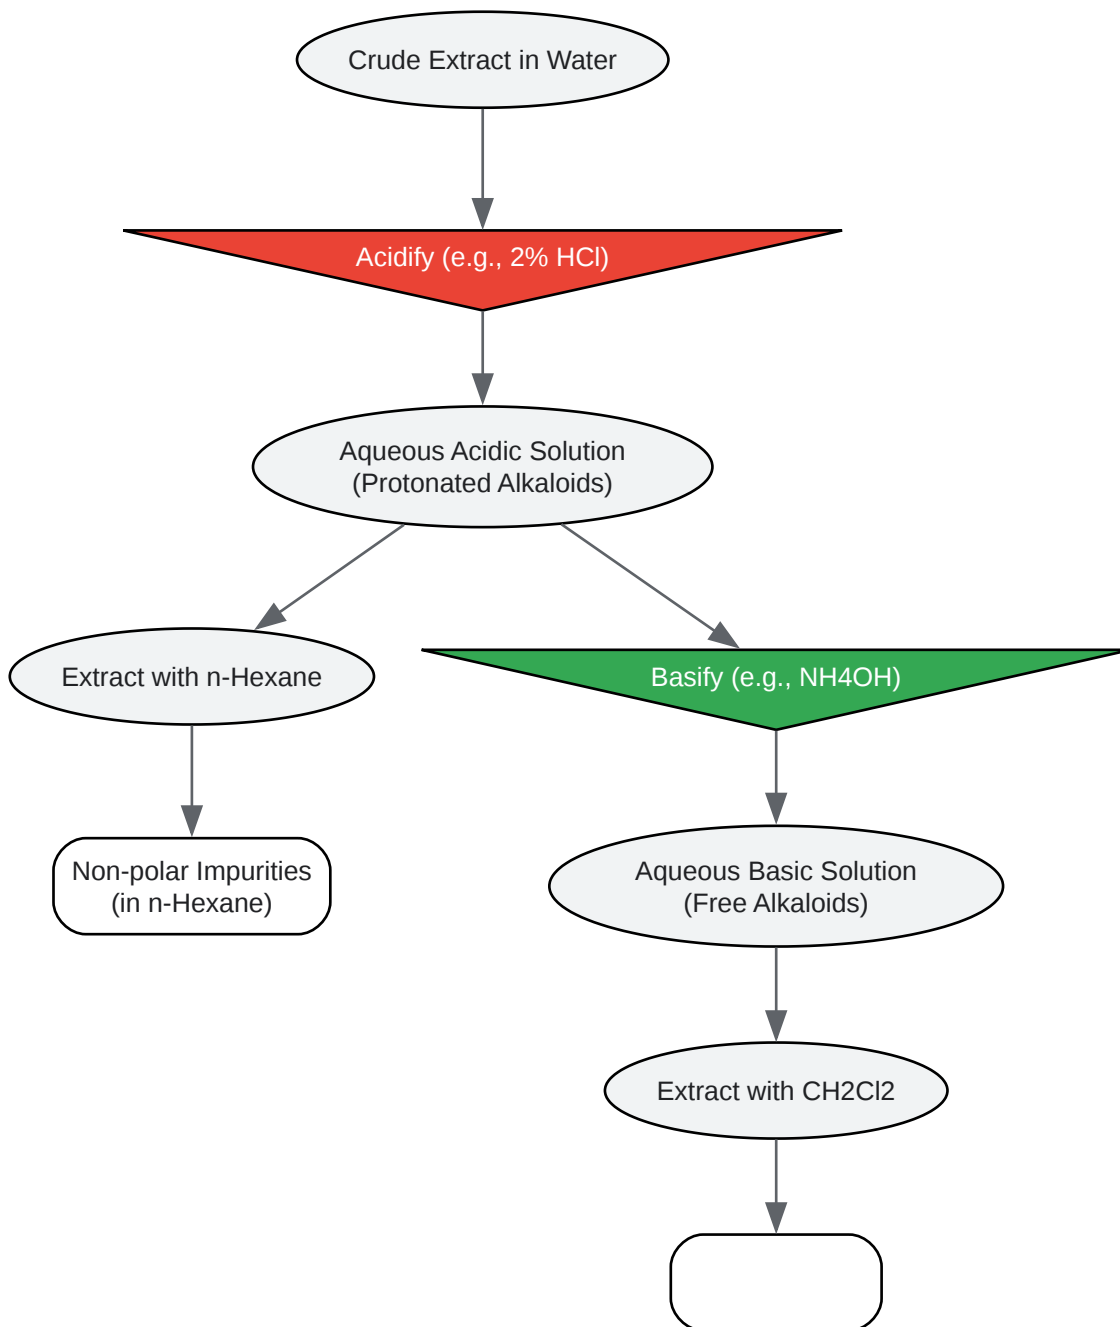 Crude Extract in Water
Acidify (e.g., 2% HCl)
Aqueous Acidic Solution
(Protonated Alkaloids)
Extract with n-Hexane
Basify (e.g., NH4OH)
Non-polar Impurities
(in n-Hexane)
Aqueous Basic Solution
(Free Alkaloids)
Extract with CH2Cl2